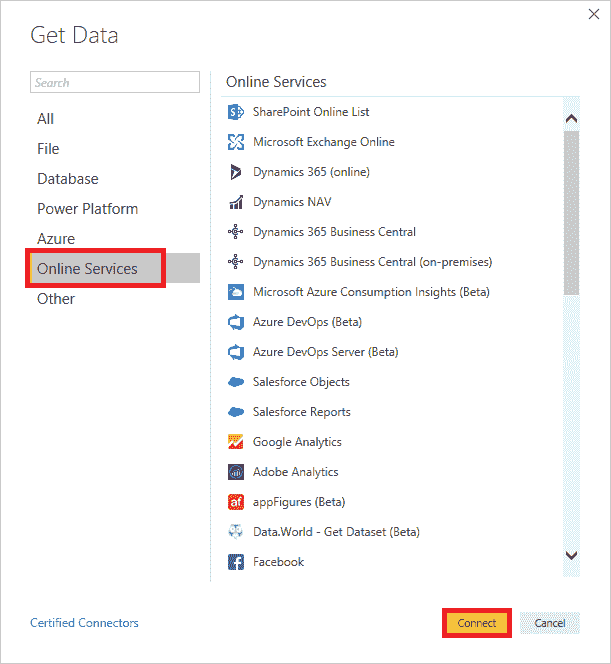 Get Data
Search
All
File
Database
Power Platform
Azure
Online Services
Other
Online Services
SharePoint Online List
Microsoft Exchange Online
Dynamics 365 (online)
Dynamics NAV
Dynamics 365 Business Central
Dynamics 365 Business Central (on-premises)
Microsoft Azure Consumption Insights (Beta)
Azure DevOps (Beta)
Azure DevOps Server (Beta)
Salesforce Objects
Salesforce Reports
Google Analytics
Adobe Analytics
appFigures (Beta)
Data.World - Get Dataset (Beta)
Facebook
Certified Connectors
Connect
Cancel